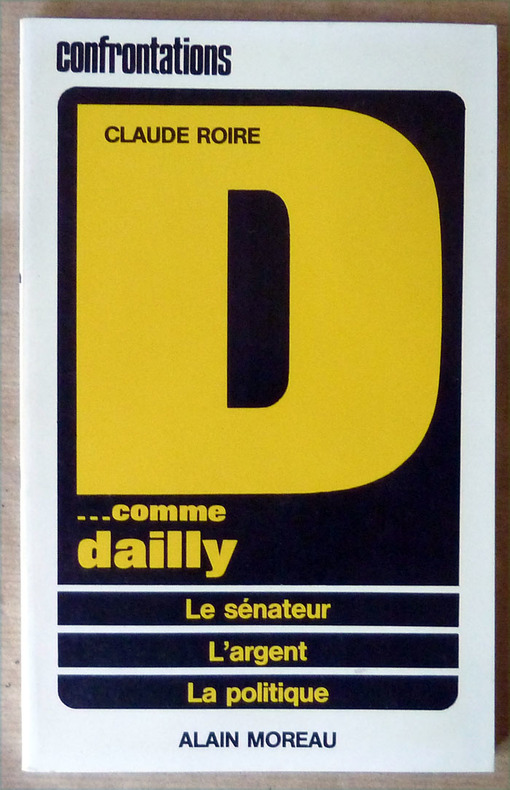 confrontations
CLAUDE ROIRE
D
...comme
dailly
Le sénateur
L'argent
La politique
ALAIN MOREAU